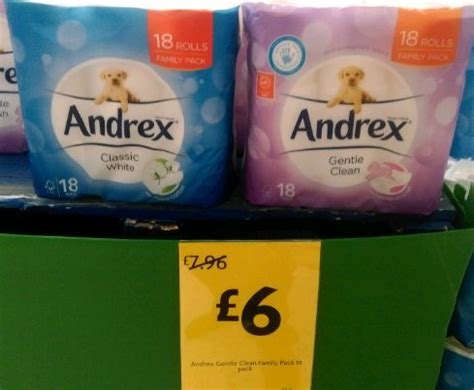 18 ROLLS
FAMILY PACK
Andrex
Classic
White
18
18 ROLLS
FAMILY PACK
Andrex
Gentle
Clean
18
£7.96
£6
Andrex Gentle Clean Family Pack 18
pack